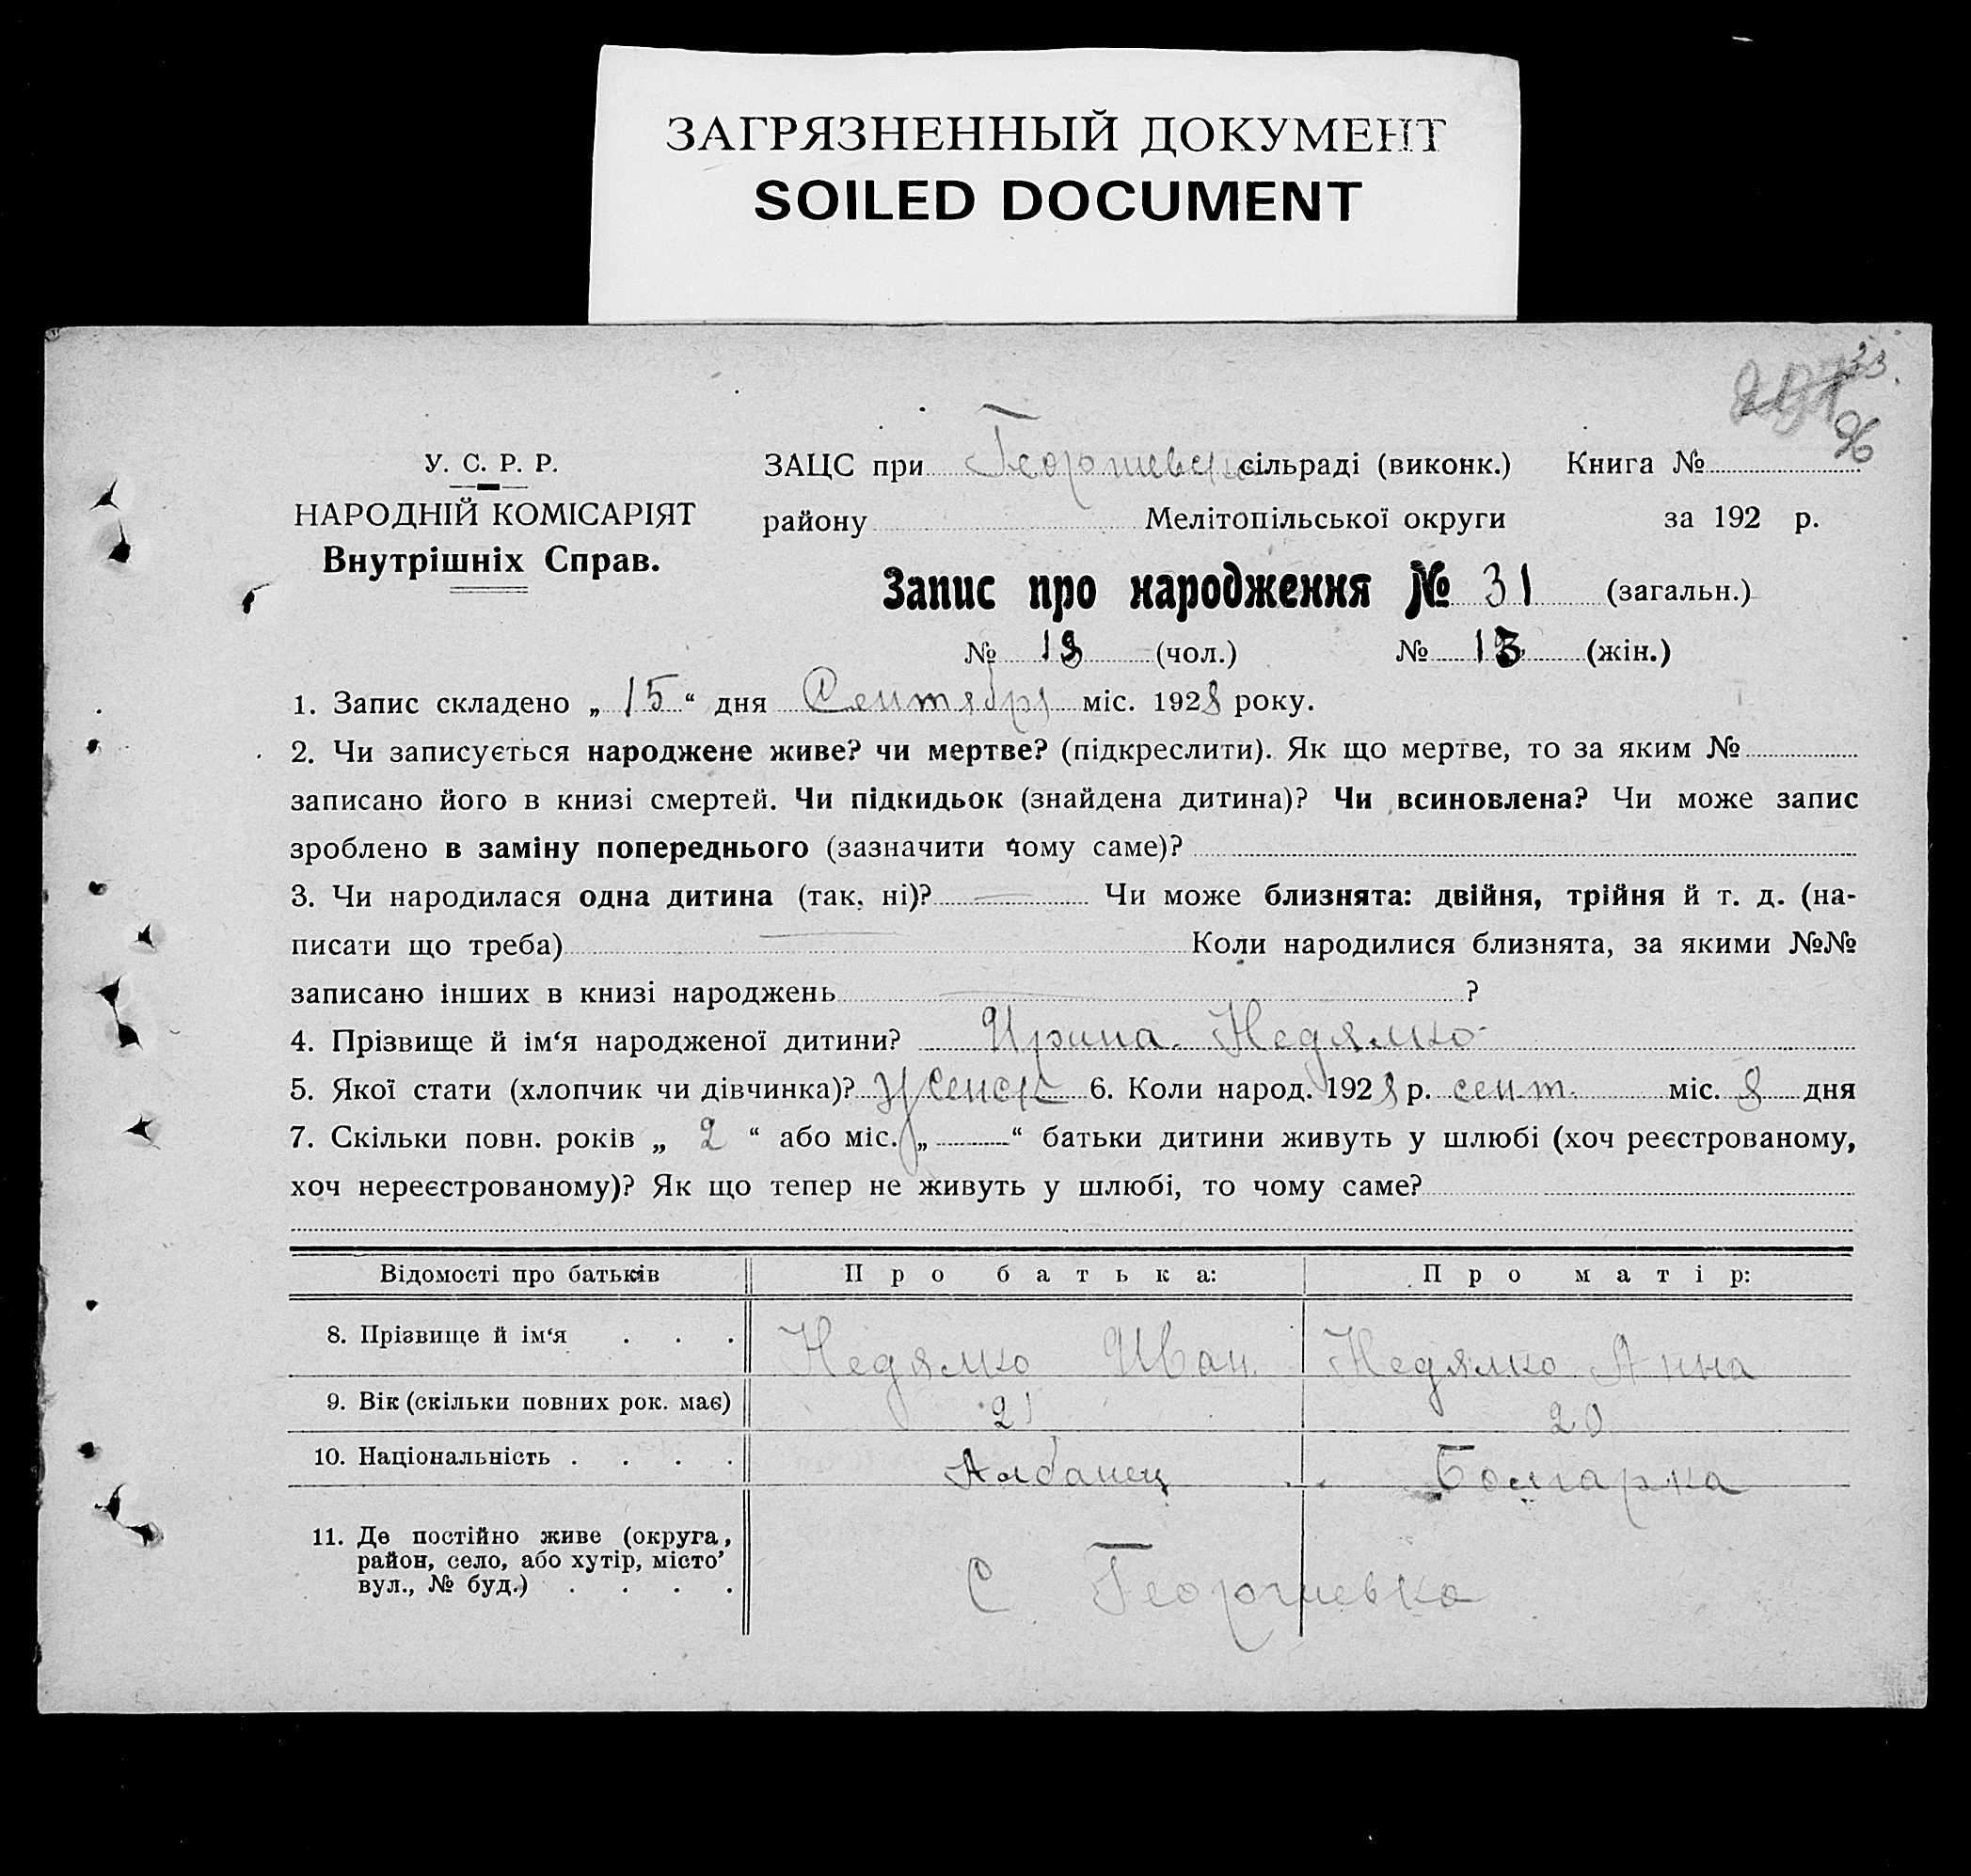 ЗАГРЯЗНЕННЫЙ ДОКУМЕНТ
SOILED DOCUMENT
33.
96
У. С. Р. Р.
НАРОДНІЙ КОМІСАРІЯТ
Внутрішніх Справ.
ЗАЦС при Георгиевск сільраді (виконк.) Книга №
району Мелітопільської округи за 192 р.
Запис про народження № 31 (загальн.)
№ 18 (чол.) № 13 (жін.)
1. Запис складено „ 15 “ дня Сентября міс. 1928 року.
2. Чи записується народжене живе? чи мертве? (підкреслити). Як що мертве, то за яким №
записано його в книзі смертей. Чи підкидьок (знайдена дитина)? Чи всиновлена? Чи може запис
зроблено в заміну попереднього (зазначити чому саме)?
3. Чи народилася одна дитина (так, ні)? — Чи може близнята: двійня, трійня й т. д. (на-
писати що треба) — Коли народилися близнята, за якими №№
записано інших в книзі народжень — ?
4. Прізвище й ім‘я народженої дитини? Ирина Недялко
5. Якої стати (хлопчик чи дівчинка)? женск 6. Коли народ. 1928 р. сент. міс. 8 дня
7. Скільки повн. років „ 2 “ або міс. „ “ батьки дитини живуть у шлюбі (хоч реєстрованому,
хоч нереєстрованому)? Як що тепер не живуть у шлюбі, то чому саме?
Відомості про батьків Про батька: Про матір:
8. Прізвище й ім‘я . . . Недялко Иван. Недялко Анна
9. Вік (скільки повних рок. має) 21 20
10. Національність . . . . Албанец Болгарка
11. Де постійно живе (округа,
район, село, або хутір, місто’
вул., № буд.) . . . . С. Георгиевка